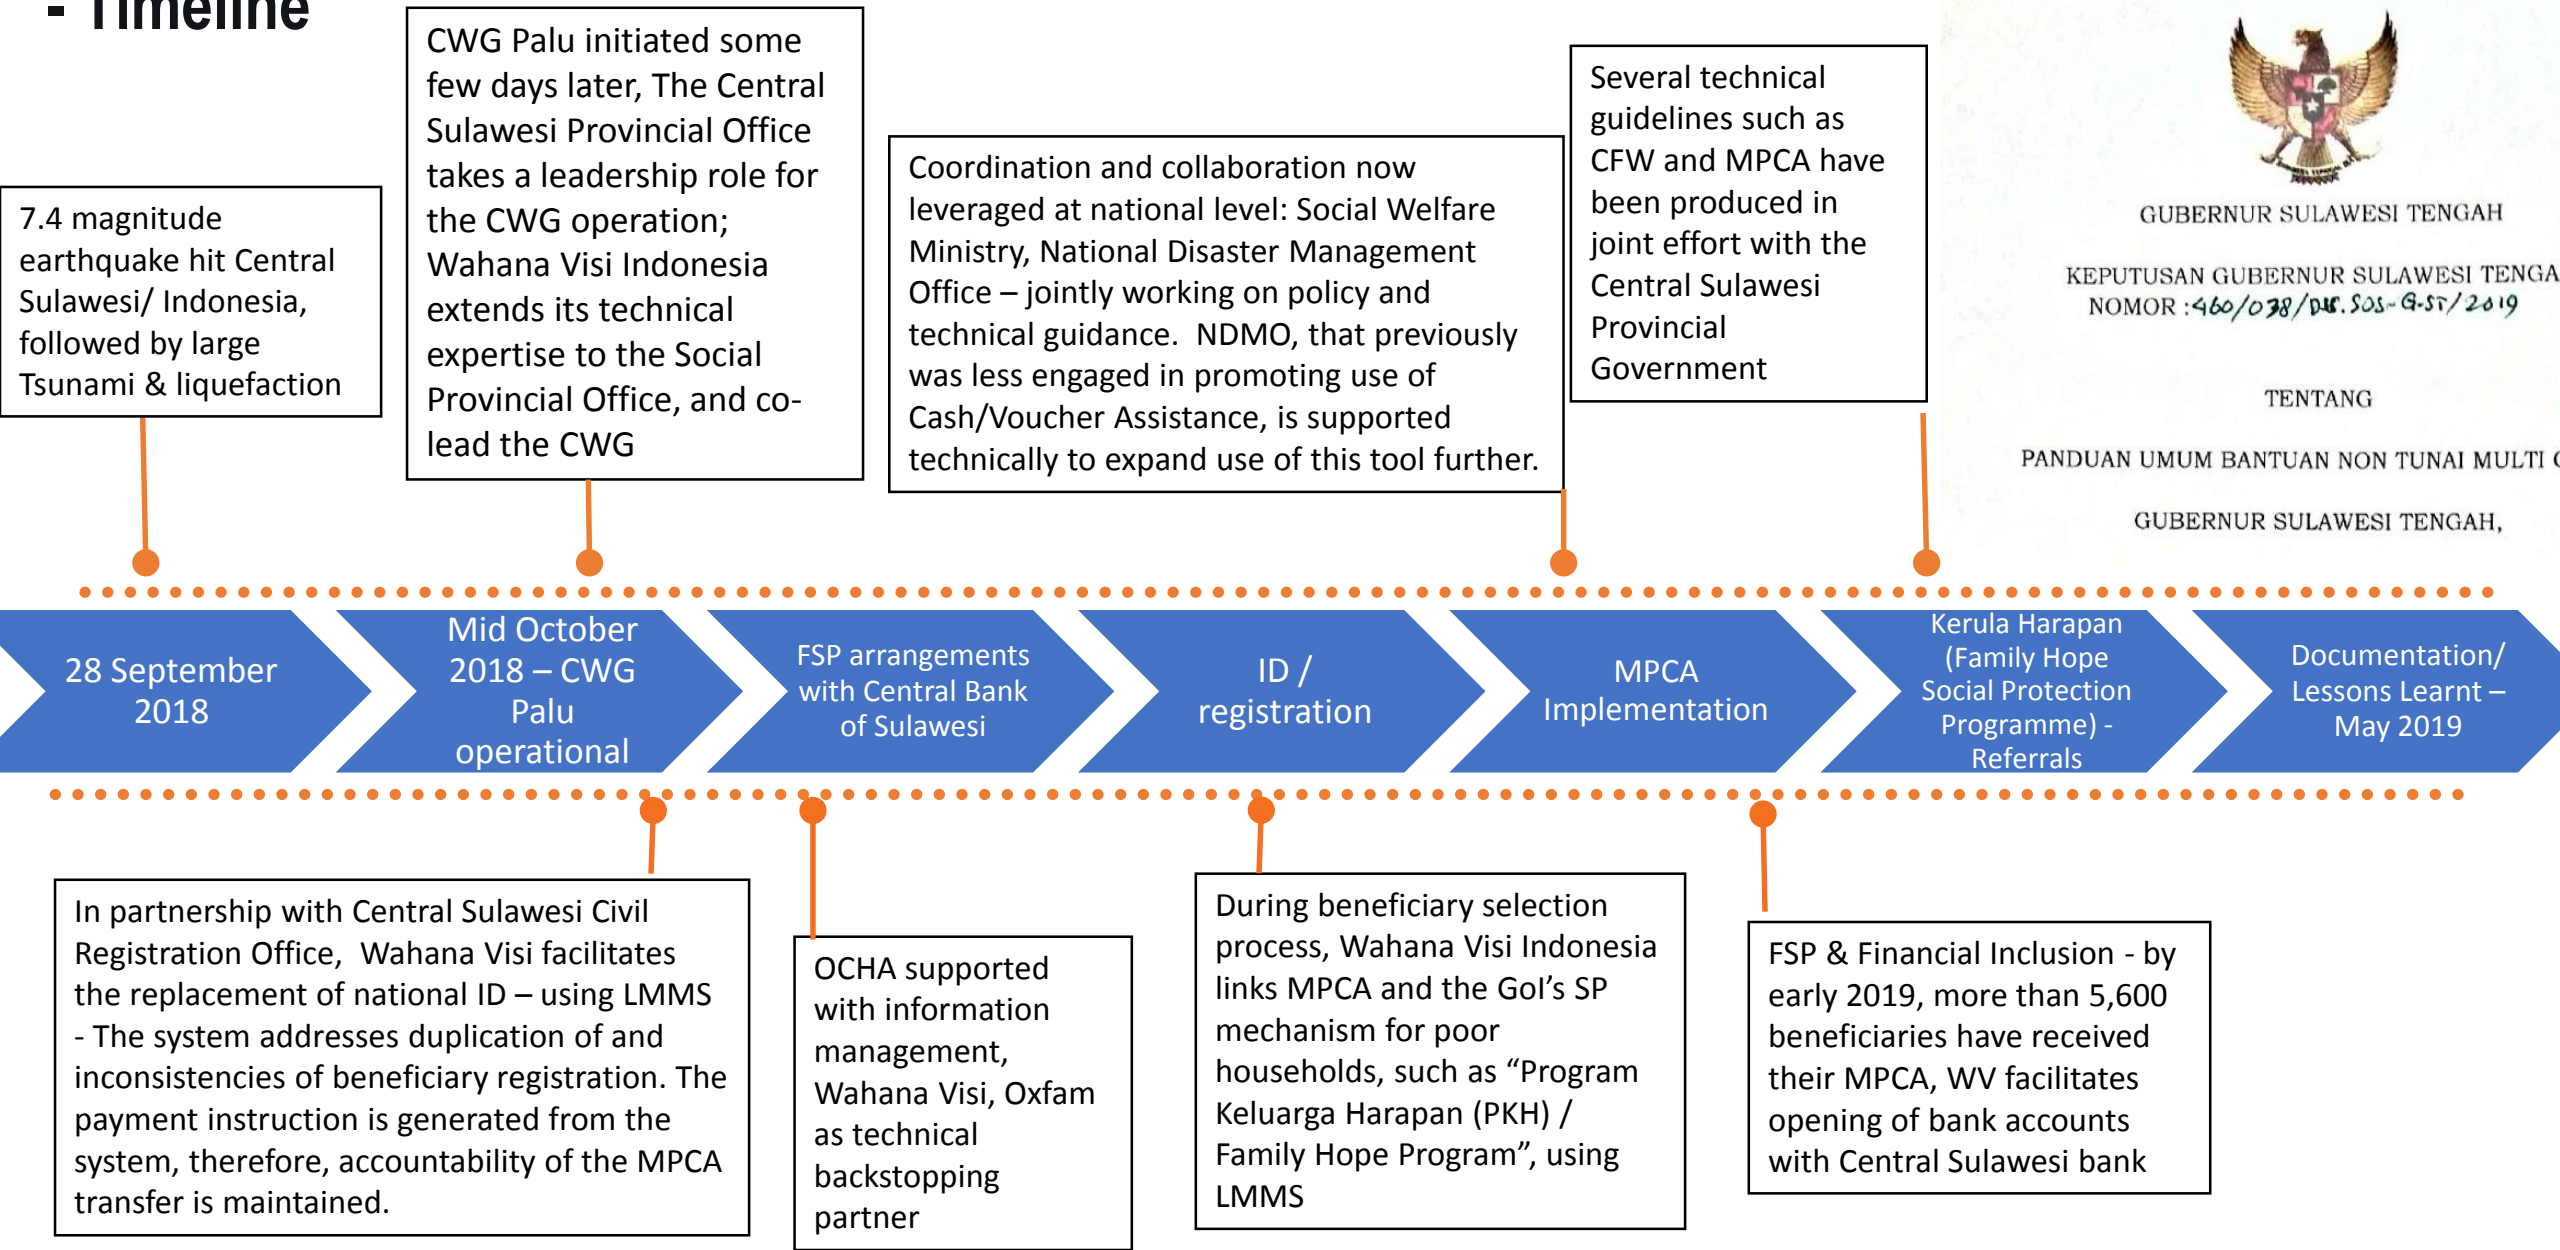 - Timeline
7.4 magnitude
earthquake hit Central
Sulawesi/ Indonesia,
followed by large
Tsunami & liquefaction
CWG Palu initiated some
few days later, The Central
Sulawesi Provincial Office
takes a leadership role for
the CWG operation;
Wahana Visi Indonesia
extends its technical
expertise to the Social
Provincial Office, and co-
lead the CWG
Coordination and collaboration now
leveraged at national level: Social Welfare
Ministry, National Disaster Management
Office – jointly working on policy and
technical guidance.  NDMO, that previously
was less engaged in promoting use of
Cash/Voucher Assistance, is supported
technically to expand use of this tool further.
Several technical
guidelines such as
CFW and MPCA have
been produced in
joint effort with the
Central Sulawesi
Provincial
Government
GUBERNUR SULAWESI TENGAH
KEPUTUSAN GUBERNUR SULAWESI TENGA
NOMOR :460/038/DIS.SOS-G.ST/2019
TENTANG
PANDUAN UMUM BANTUAN NON TUNAI MULTI
GUBERNUR SULAWESI TENGAH,
28 September
2018
Mid October
2018 – CWG
Palu
operational
FSP arrangements
with Central Bank
of Sulawesi
ID /
registration
MPCA
Implementation
Kerula Harapan
(Family Hope
Social Protection
Programme) -
Referrals
Documentation/
Lessons Learnt –
May 2019
In partnership with Central Sulawesi Civil
Registration Office,  Wahana Visi facilitates
the replacement of national ID – using LMMS
- The system addresses duplication of and
inconsistencies of beneficiary registration. The
payment instruction is generated from the
system, therefore, accountability of the MPCA
transfer is maintained.
OCHA supported
with information
management,
Wahana Visi, Oxfam
as technical
backstopping
partner
During beneficiary selection
process, Wahana Visi Indonesia
links MPCA and the GoI’s SP
mechanism for poor
households, such as “Program
Keluarga Harapan (PKH) /
Family Hope Program”, using
LMMS
FSP & Financial Inclusion - by
early 2019, more than 5,600
beneficiaries have received
their MPCA, WV facilitates
opening of bank accounts
with Central Sulawesi bank